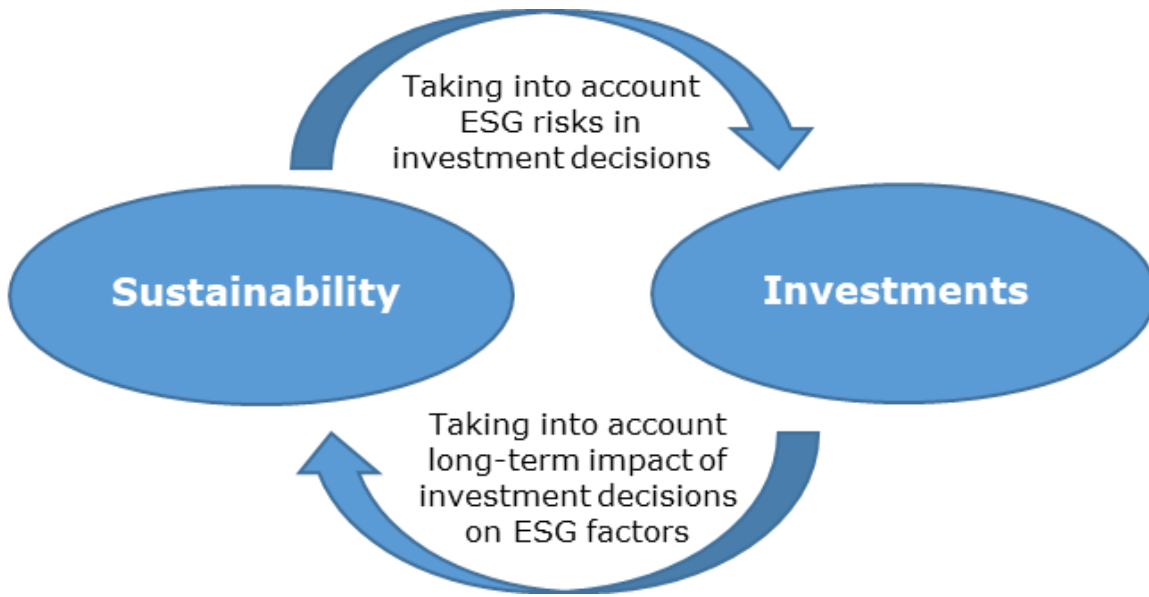 Taking into account
ESG risks in
investment decisions
Sustainability
Investments
Taking into account
long-term impact of
investment decisions
on ESG factors